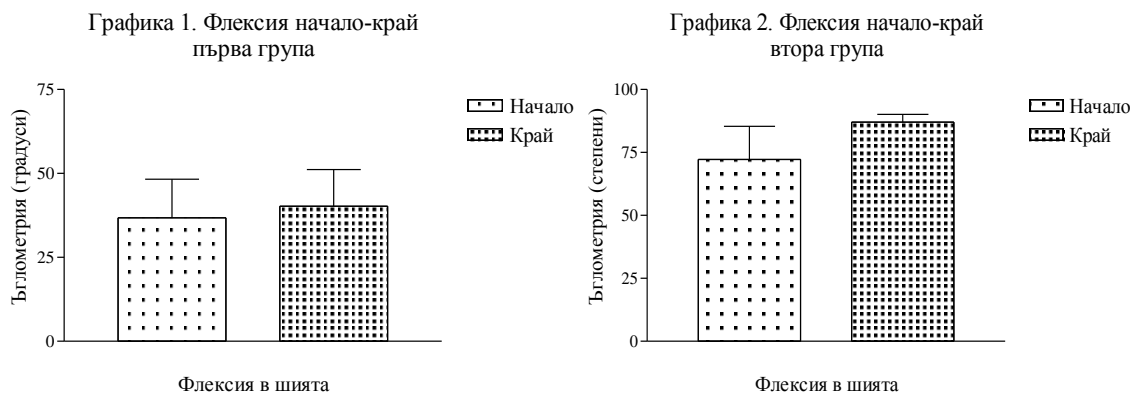 Графика 1. Флексия начало-край
първа група
75
50
25
0
Ъглометрия (градуси)
Начало
Край
Флексия в шията
Графика 2. Флексия начало-край
втора група
100
75
50
25
0
Ъглометрия (степени)
Начало
Край
Флексия в шията